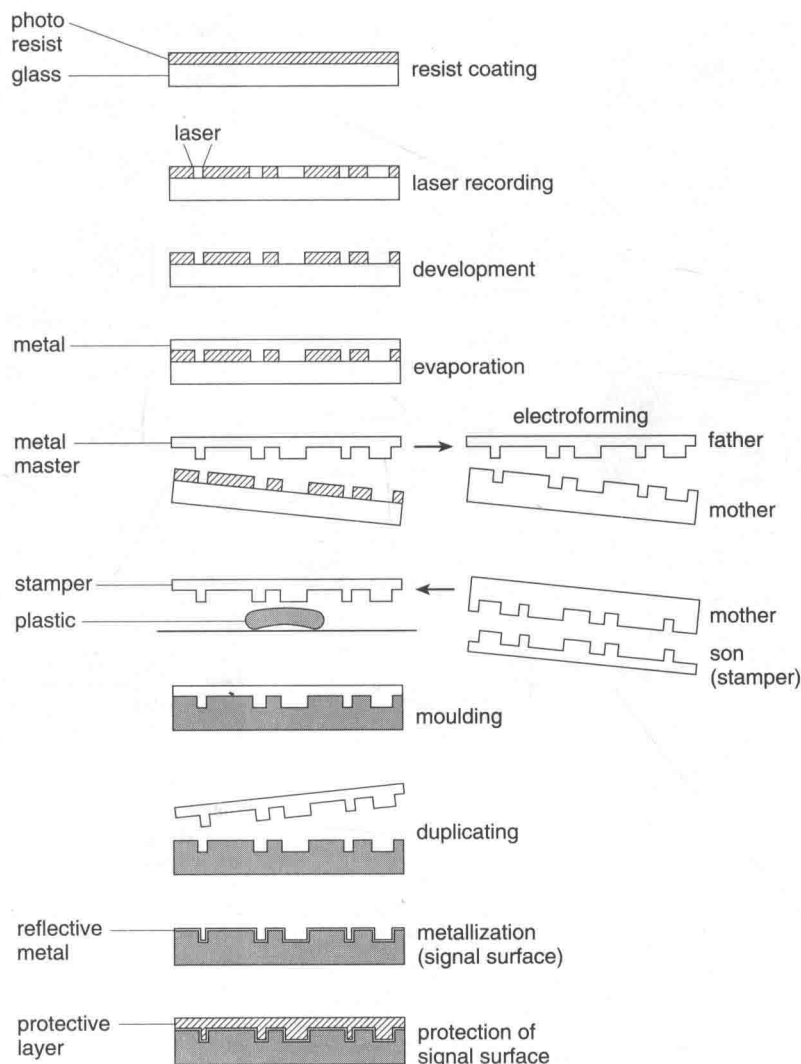 photo
resist
glass
resist coating
laser
laser recording
development
metal
evaporation
electroforming
metal
master
father
mother
stamper
plastic
mother
son
(stamper)
moulding
duplicating
reflective
metal
metallization
(signal surface)
protective
layer
protection of
signal surface